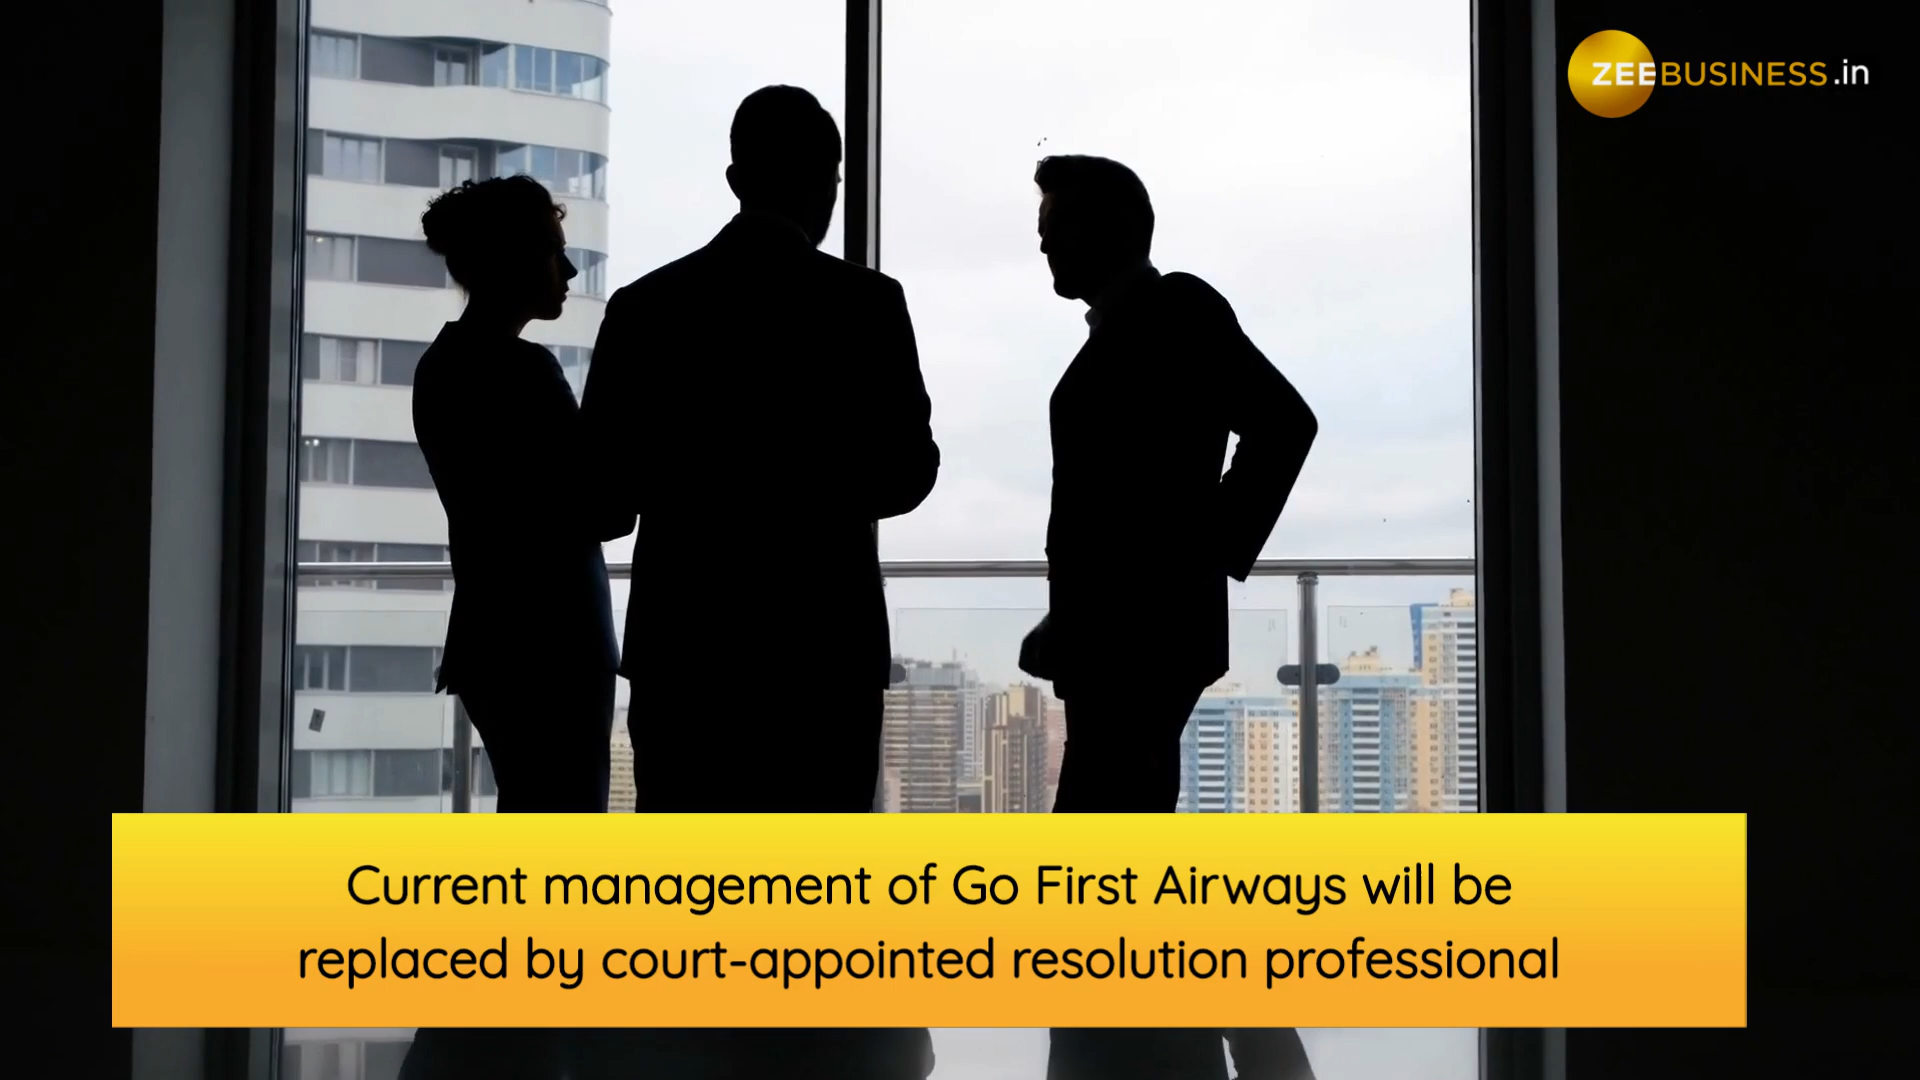 ZEEBUSINESS.in
Current management of Go First Airways will be
replaced by court-appointed resolution professional